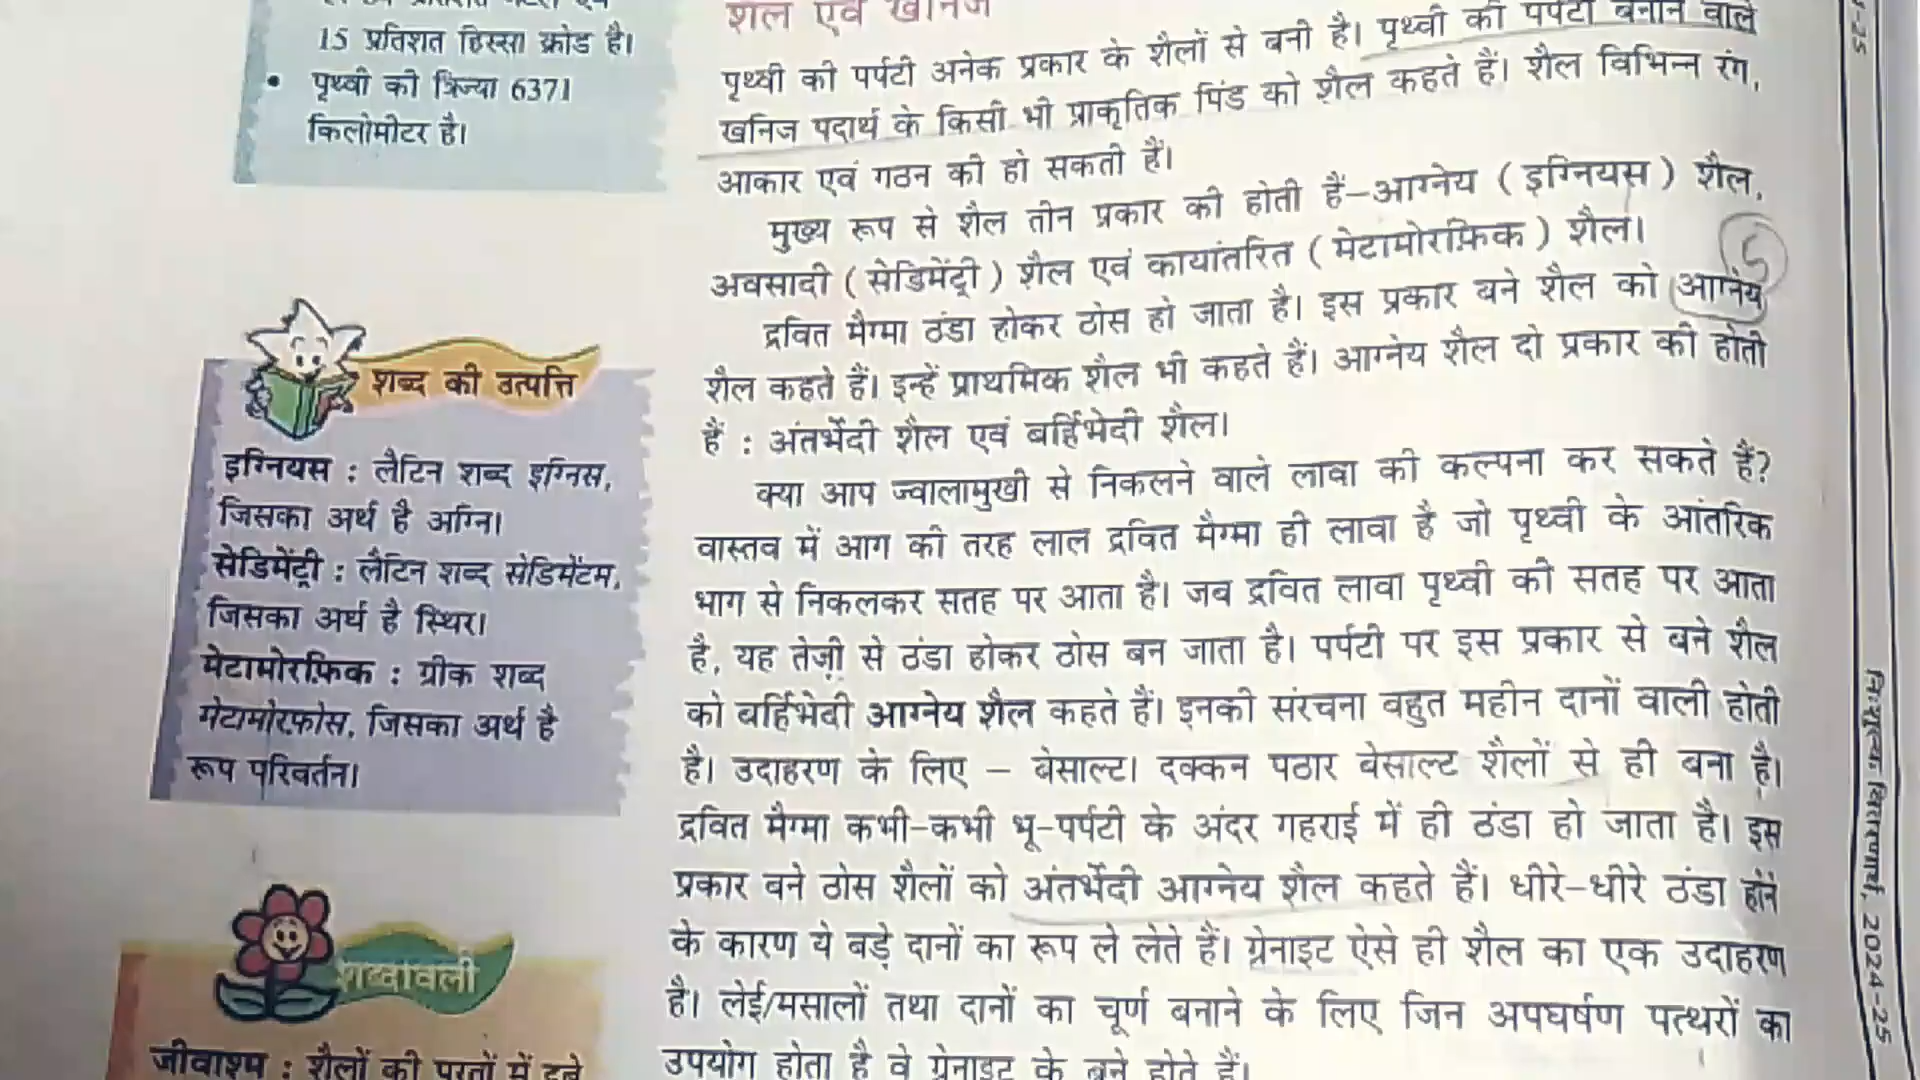 15 प्रतिशत हिस्सा क्रोड है।
• पृथ्वी की त्रिज्या 6371
किलोमीटर है।
शब्द की उत्पत्ति
इग्नियस : लैटिन शब्द इग्निस,
जिसका अर्थ है अग्नि।
सेडिमेंट्री : लैटिन शब्द सेडिमेंटम,
जिसका अर्थ है स्थिर।
मेटामोरफ़िक : ग्रीक शब्द
मेटामोरफ़ोस, जिसका अर्थ है
रूप परिवर्तन।
शब्दावली
जीवाश्म : शैलों की परतों में दबे
शैल एवं खनिज
पृथ्वी की पर्पटी अनेक प्रकार के शैलों से बनी है। पृथ्वी की पर्पटी बनाने वाले
खनिज पदार्थ के किसी भी प्राकृतिक पिंड को शैल कहते हैं। शैल विभिन्न रंग,
आकार एवं गठन की हो सकती हैं।
मुख्य रूप से शैल तीन प्रकार की होती हैं–आग्नेय (इग्नियस) शैल,
अवसादी (सेडिमेंट्री) शैल एवं कायांतरित (मेटामोरफ़िक) शैल।
द्रवित मैग्मा ठंडा होकर ठोस हो जाता है। इस प्रकार बने शैल को आग्नेय
शैल कहते हैं। इन्हें प्राथमिक शैल भी कहते हैं। आग्नेय शैल दो प्रकार की होती
हैं : अंतर्भेदी शैल एवं बर्हिभेदी शैल।
क्या आप ज्वालामुखी से निकलने वाले लावा की कल्पना कर सकते हैं?
वास्तव में आग की तरह लाल द्रवित मैग्मा ही लावा है जो पृथ्वी के आंतरिक
भाग से निकलकर सतह पर आता है। जब द्रवित लावा पृथ्वी की सतह पर आता
है, यह तेज़ी से ठंडा होकर ठोस बन जाता है। पर्पटी पर इस प्रकार से बने शैल
को बर्हिभेदी आग्नेय शैल कहते हैं। इनकी संरचना बहुत महीन दानों वाली होती
है। उदाहरण के लिए – बेसाल्ट। दक्कन पठार बेसाल्ट शैलों से ही बना है।
द्रवित मैग्मा कभी-कभी भू-पर्पटी के अंदर गहराई में ही ठंडा हो जाता है। इस
प्रकार बने ठोस शैलों को अंतर्भेदी आग्नेय शैल कहते हैं। धीरे-धीरे ठंडा होने
के कारण ये बड़े दानों का रूप ले लेते हैं। ग्रेनाइट ऐसे ही शैल का एक उदाहरण
है। लेई/मसालों तथा दानों का चूर्ण बनाने के लिए जिन अपघर्षण पत्थरों का
उपयोग होता है वे ग्रेनाइट के बने होते हैं।
निःशुल्क वितरणार्थ, 2024-25